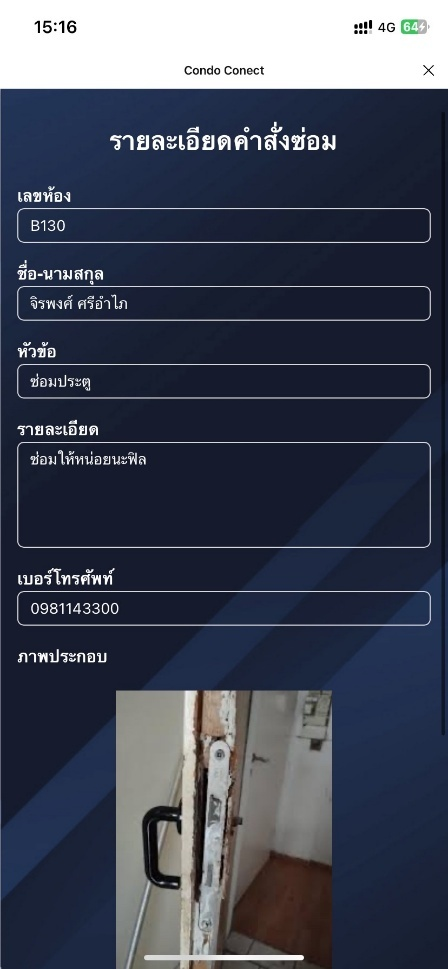 15:16
4G
64
Condo Conect
รายละเอียดคำสั่งซ่อม
เลขห้อง
B130
ชื่อ-นามสกุล
จิรพงศ์ ศรีอำไภ
หัวข้อ
ซ่อมประตู
รายละเอียด
ซ่อมให้หน่อยนะฟิล
เบอร์โทรศัพท์
0981143300
ภาพประกอบ